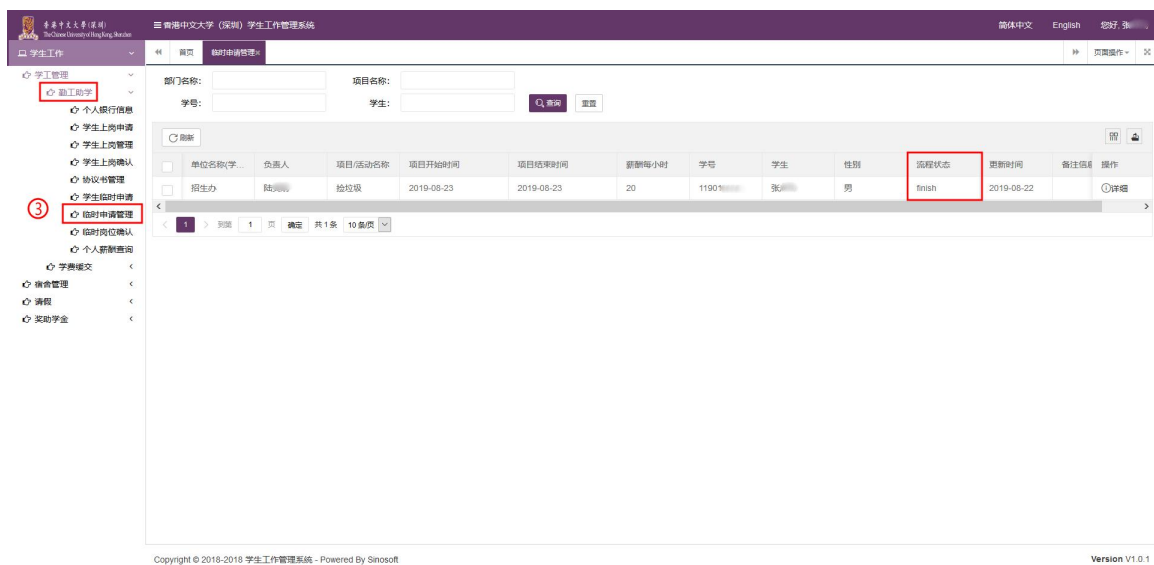 香港中文大學(深圳)
The Chinese University of Hong Kong, Shenzhen
香港中文大学（深圳）学生工作管理系统
简体中文 English 您好, 张
学生工作
首页 临时申请管理×
页面操作
学工管理
勤工助学
个人银行信息
学生上岗申请
学生上岗管理
学生上岗确认
协议书管理
学生临时申请
③ 临时申请管理
临时岗位确认
个人薪酬查询
学费缓交
宿舍管理
请假
奖助学金
部门名称: 项目名称:
学号: 学生: 查询 重置
刷新
单位名称(学... 负责人 项目/活动名称 项目开始时间 项目结束时间 薪酬每小时 学号 学生 性别 流程状态 更新时间 备注信息 操作
招生办 陆 捡垃圾 2019-08-23 2019-08-23 20 11901 张 男 finish 2019-08-22 详细
< 1 > 到第 1 页 确定 共1条 10条/页
Copyright © 2018-2018 学生工作管理系统 - Powered By Sinosoft
Version V1.0.1